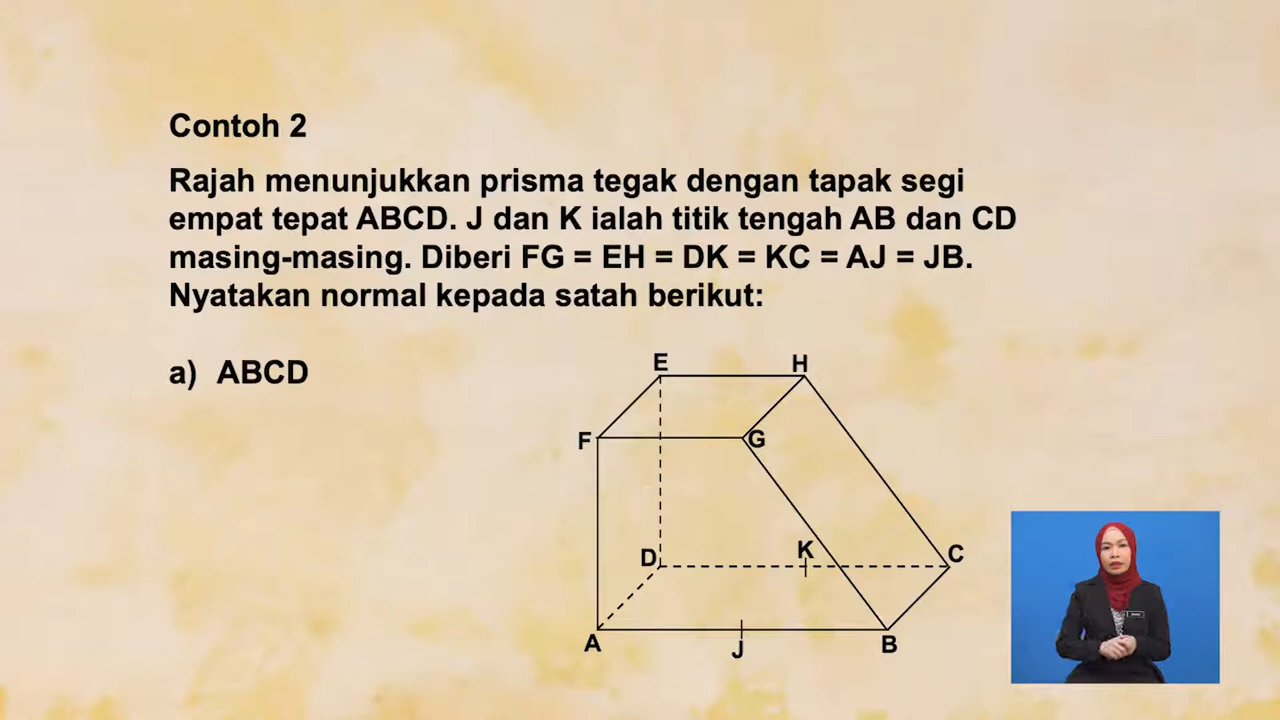 Contoh 2
Rajah menunjukkan prisma tegak dengan tapak segi
empat tepat ABCD. J dan K ialah titik tengah AB dan CD
masing-masing. Diberi FG = EH = DK = KC = AJ = JB.
Nyatakan normal kepada satah berikut:
a) ABCD
E H
F G
D K C
A J B